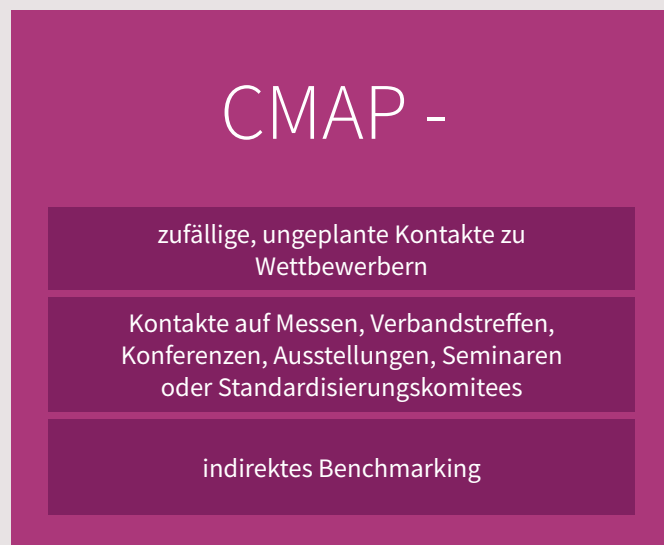 CMAP -
zufällige, ungeplante Kontakte zu
Wettbewerbern
Kontakte auf Messen, Verbandstreffen,
Konferenzen, Ausstellungen, Seminaren
oder Standardisierungskomitees
indirektes Benchmarking